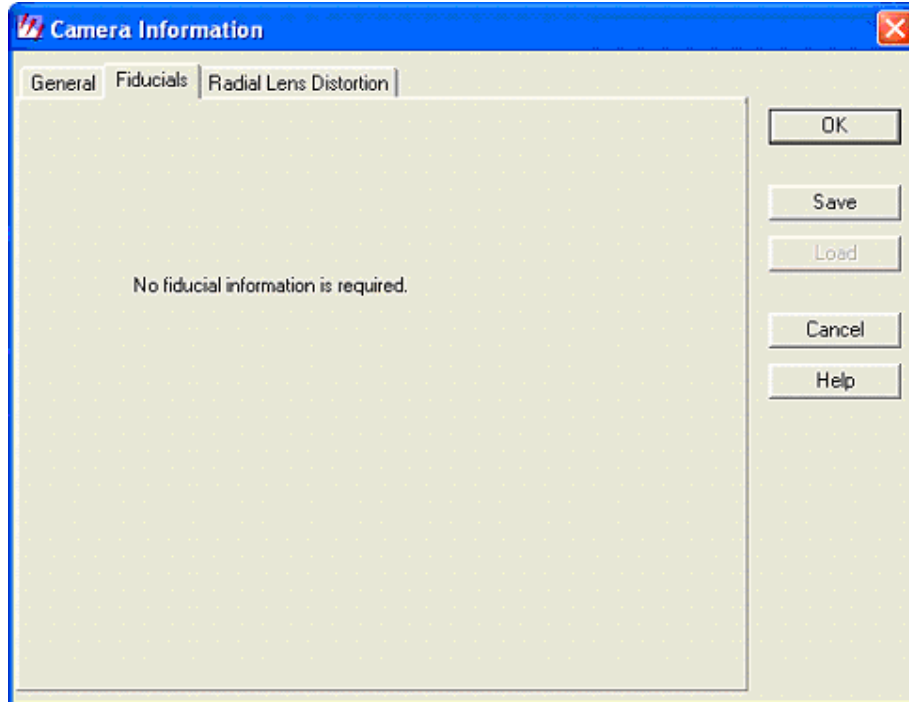 Camera Information
General Fiducials Radial Lens Distortion
OK
Save
Load
No fiducial information is required.
Cancel
Help